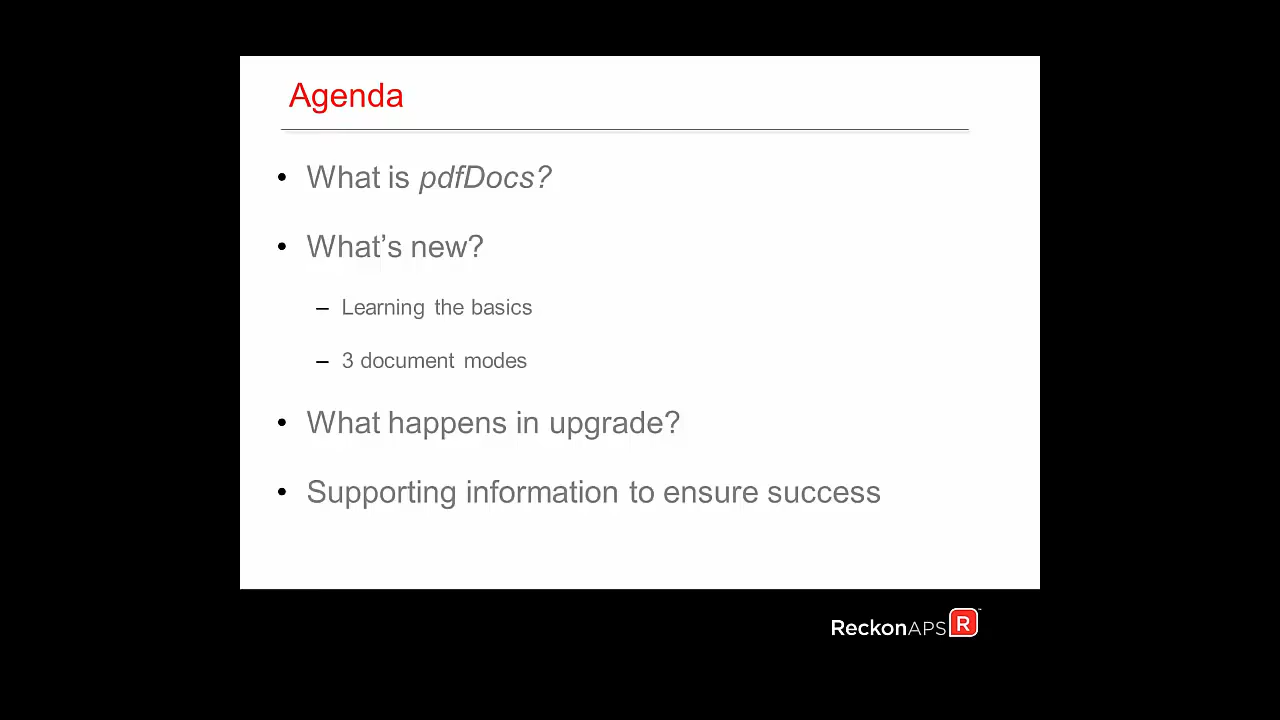 Agenda
• What is pdfDocs?
• What’s new?
– Learning the basics
– 3 document modes
• What happens in upgrade?
• Supporting information to ensure success
ReckonAPS R